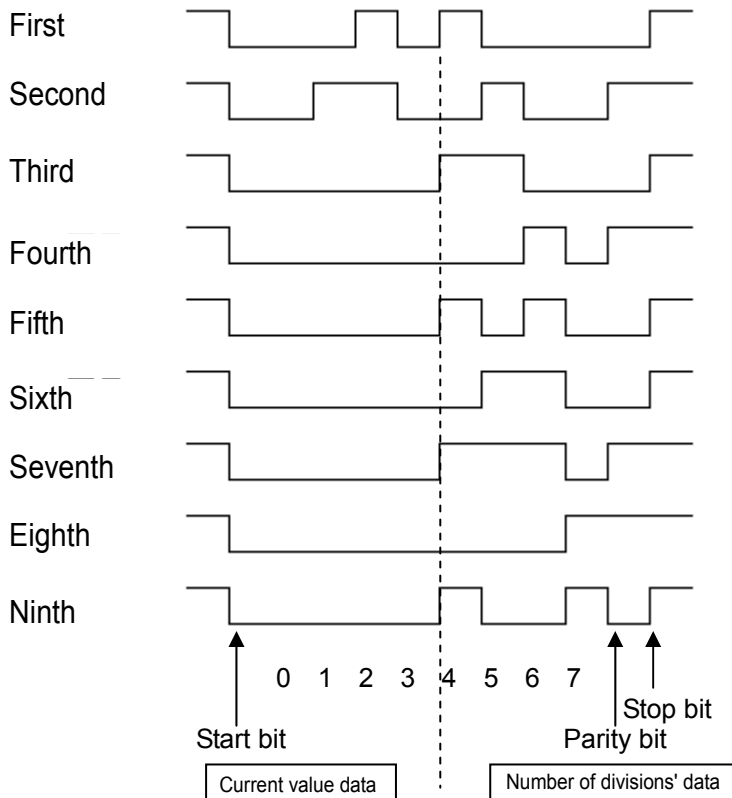 First
Second
Third
Fourth
Fifth
Sixth
Seventh
Eighth
Ninth
0 1 2 3 4 5 6 7
Stop bit
Start bit Parity bit
Current value data Number of divisions' data